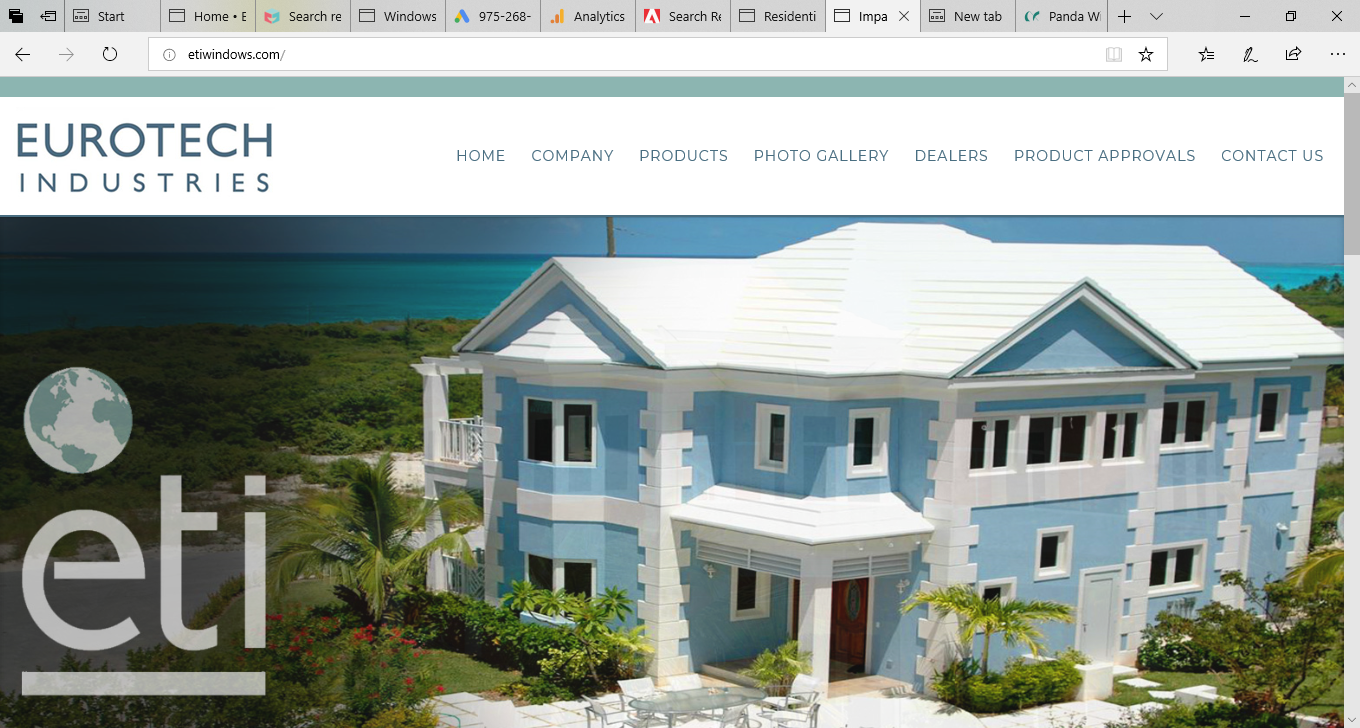 Start
Home • E
Search re
Windows
975-268-
Analytics
Search Re
Residenti
Impa
New tab
Panda Wi
etiwindows.com/
EUROTECH
INDUSTRIES
HOME COMPANY PRODUCTS PHOTO GALLERY DEALERS PRODUCT APPROVALS CONTACT US
eti